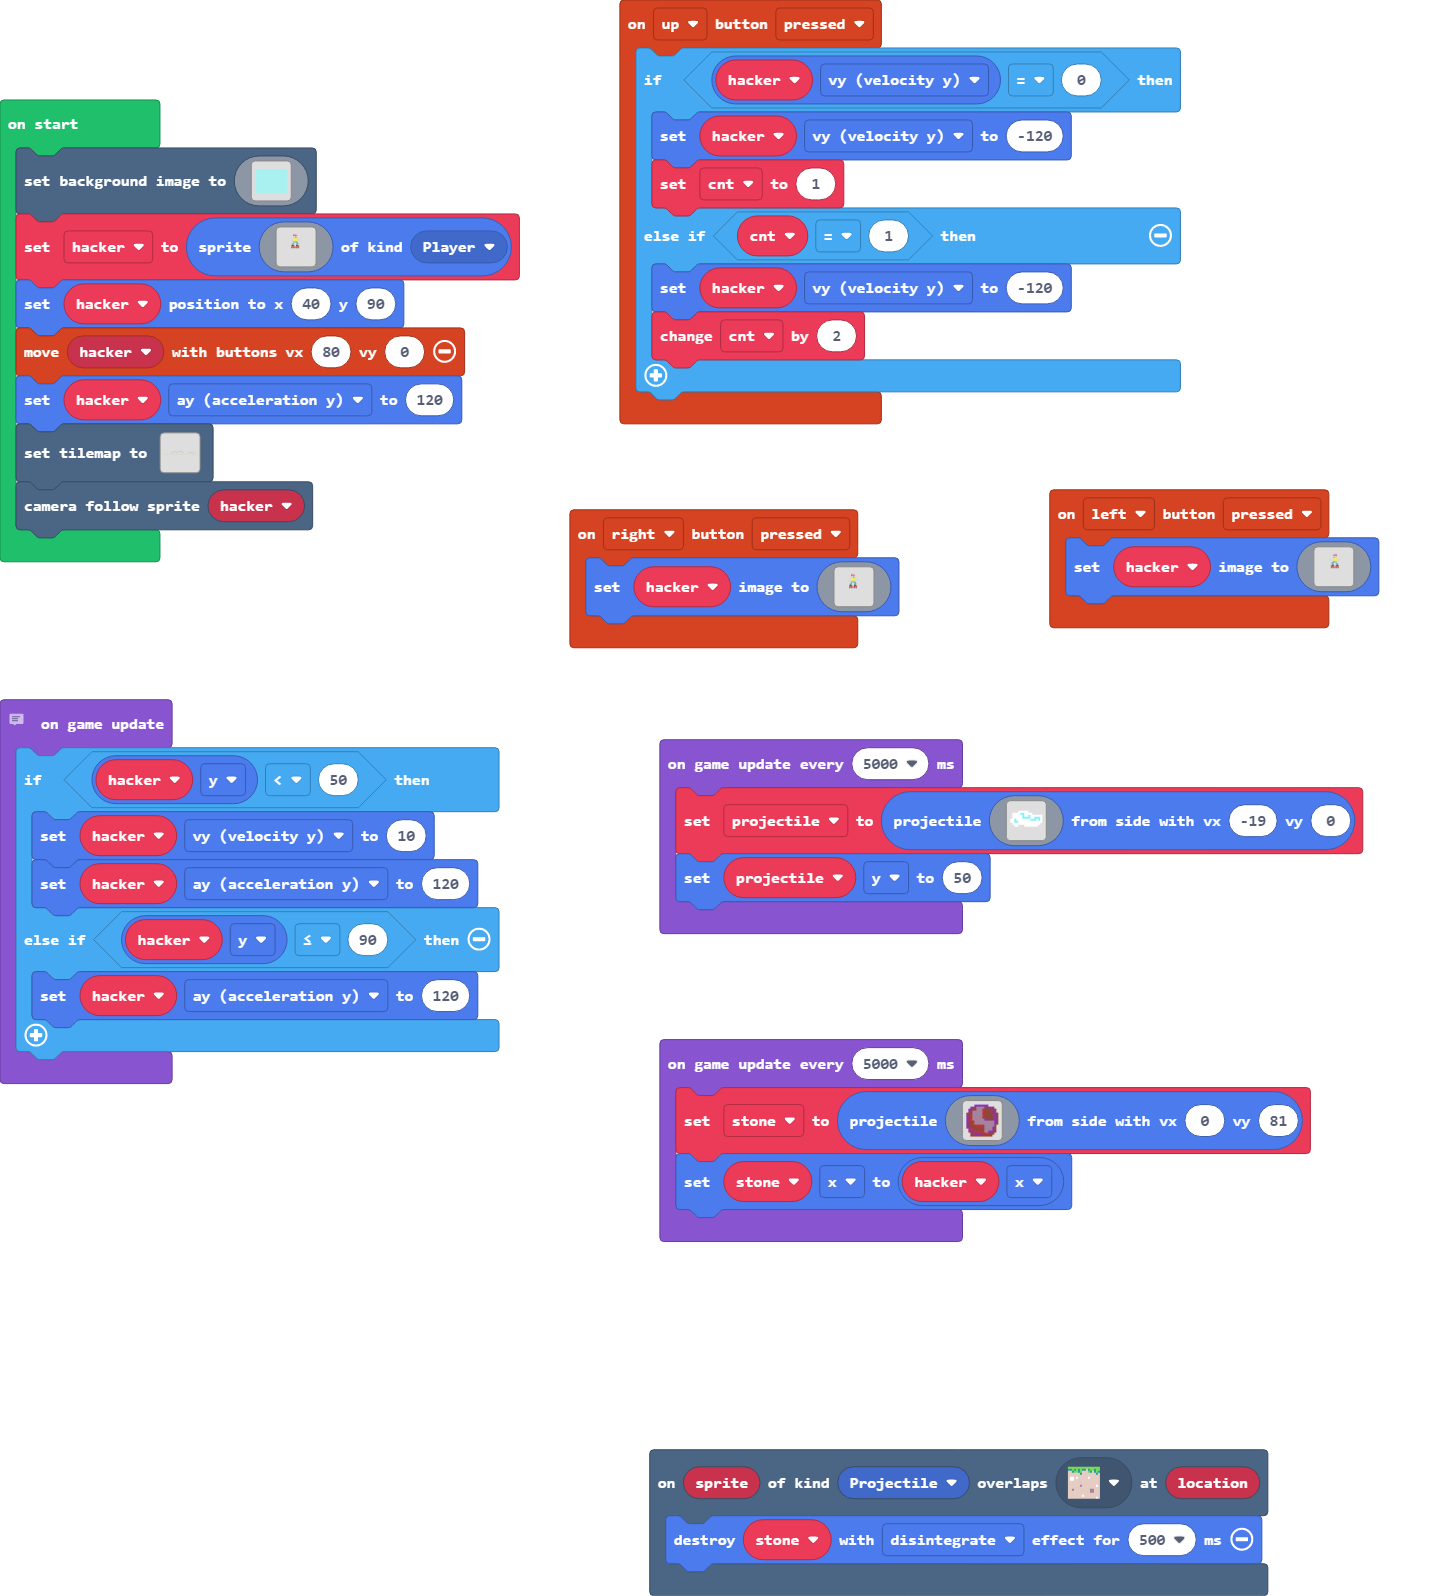 on start
set background image to
set hacker to sprite of kind Player
set hacker position to x 40 y 90
move hacker with buttons vx 80 vy 0
set hacker ay (acceleration y) to 120
set tilemap to
camera follow sprite hacker
on up button pressed
if hacker vy (velocity y) = 0 then
set hacker vy (velocity y) to -120
set cnt to 1
else if cnt = 1 then
set hacker vy (velocity y) to -120
change cnt by 2
on right button pressed
set hacker image to
on left button pressed
set hacker image to
on game update
if hacker y < 50 then
set hacker vy (velocity y) to 10
set hacker ay (acceleration y) to 120
else if hacker y ≤ 90 then
set hacker ay (acceleration y) to 120
on game update every 5000 ms
set projectile to projectile from side with vx -19 vy 0
set projectile y to 50
on game update every 5000 ms
set stone to projectile from side with vx 0 vy 81
set stone x to hacker x
on sprite of kind Projectile overlaps at location
destroy stone with disintegrate effect for 500 ms